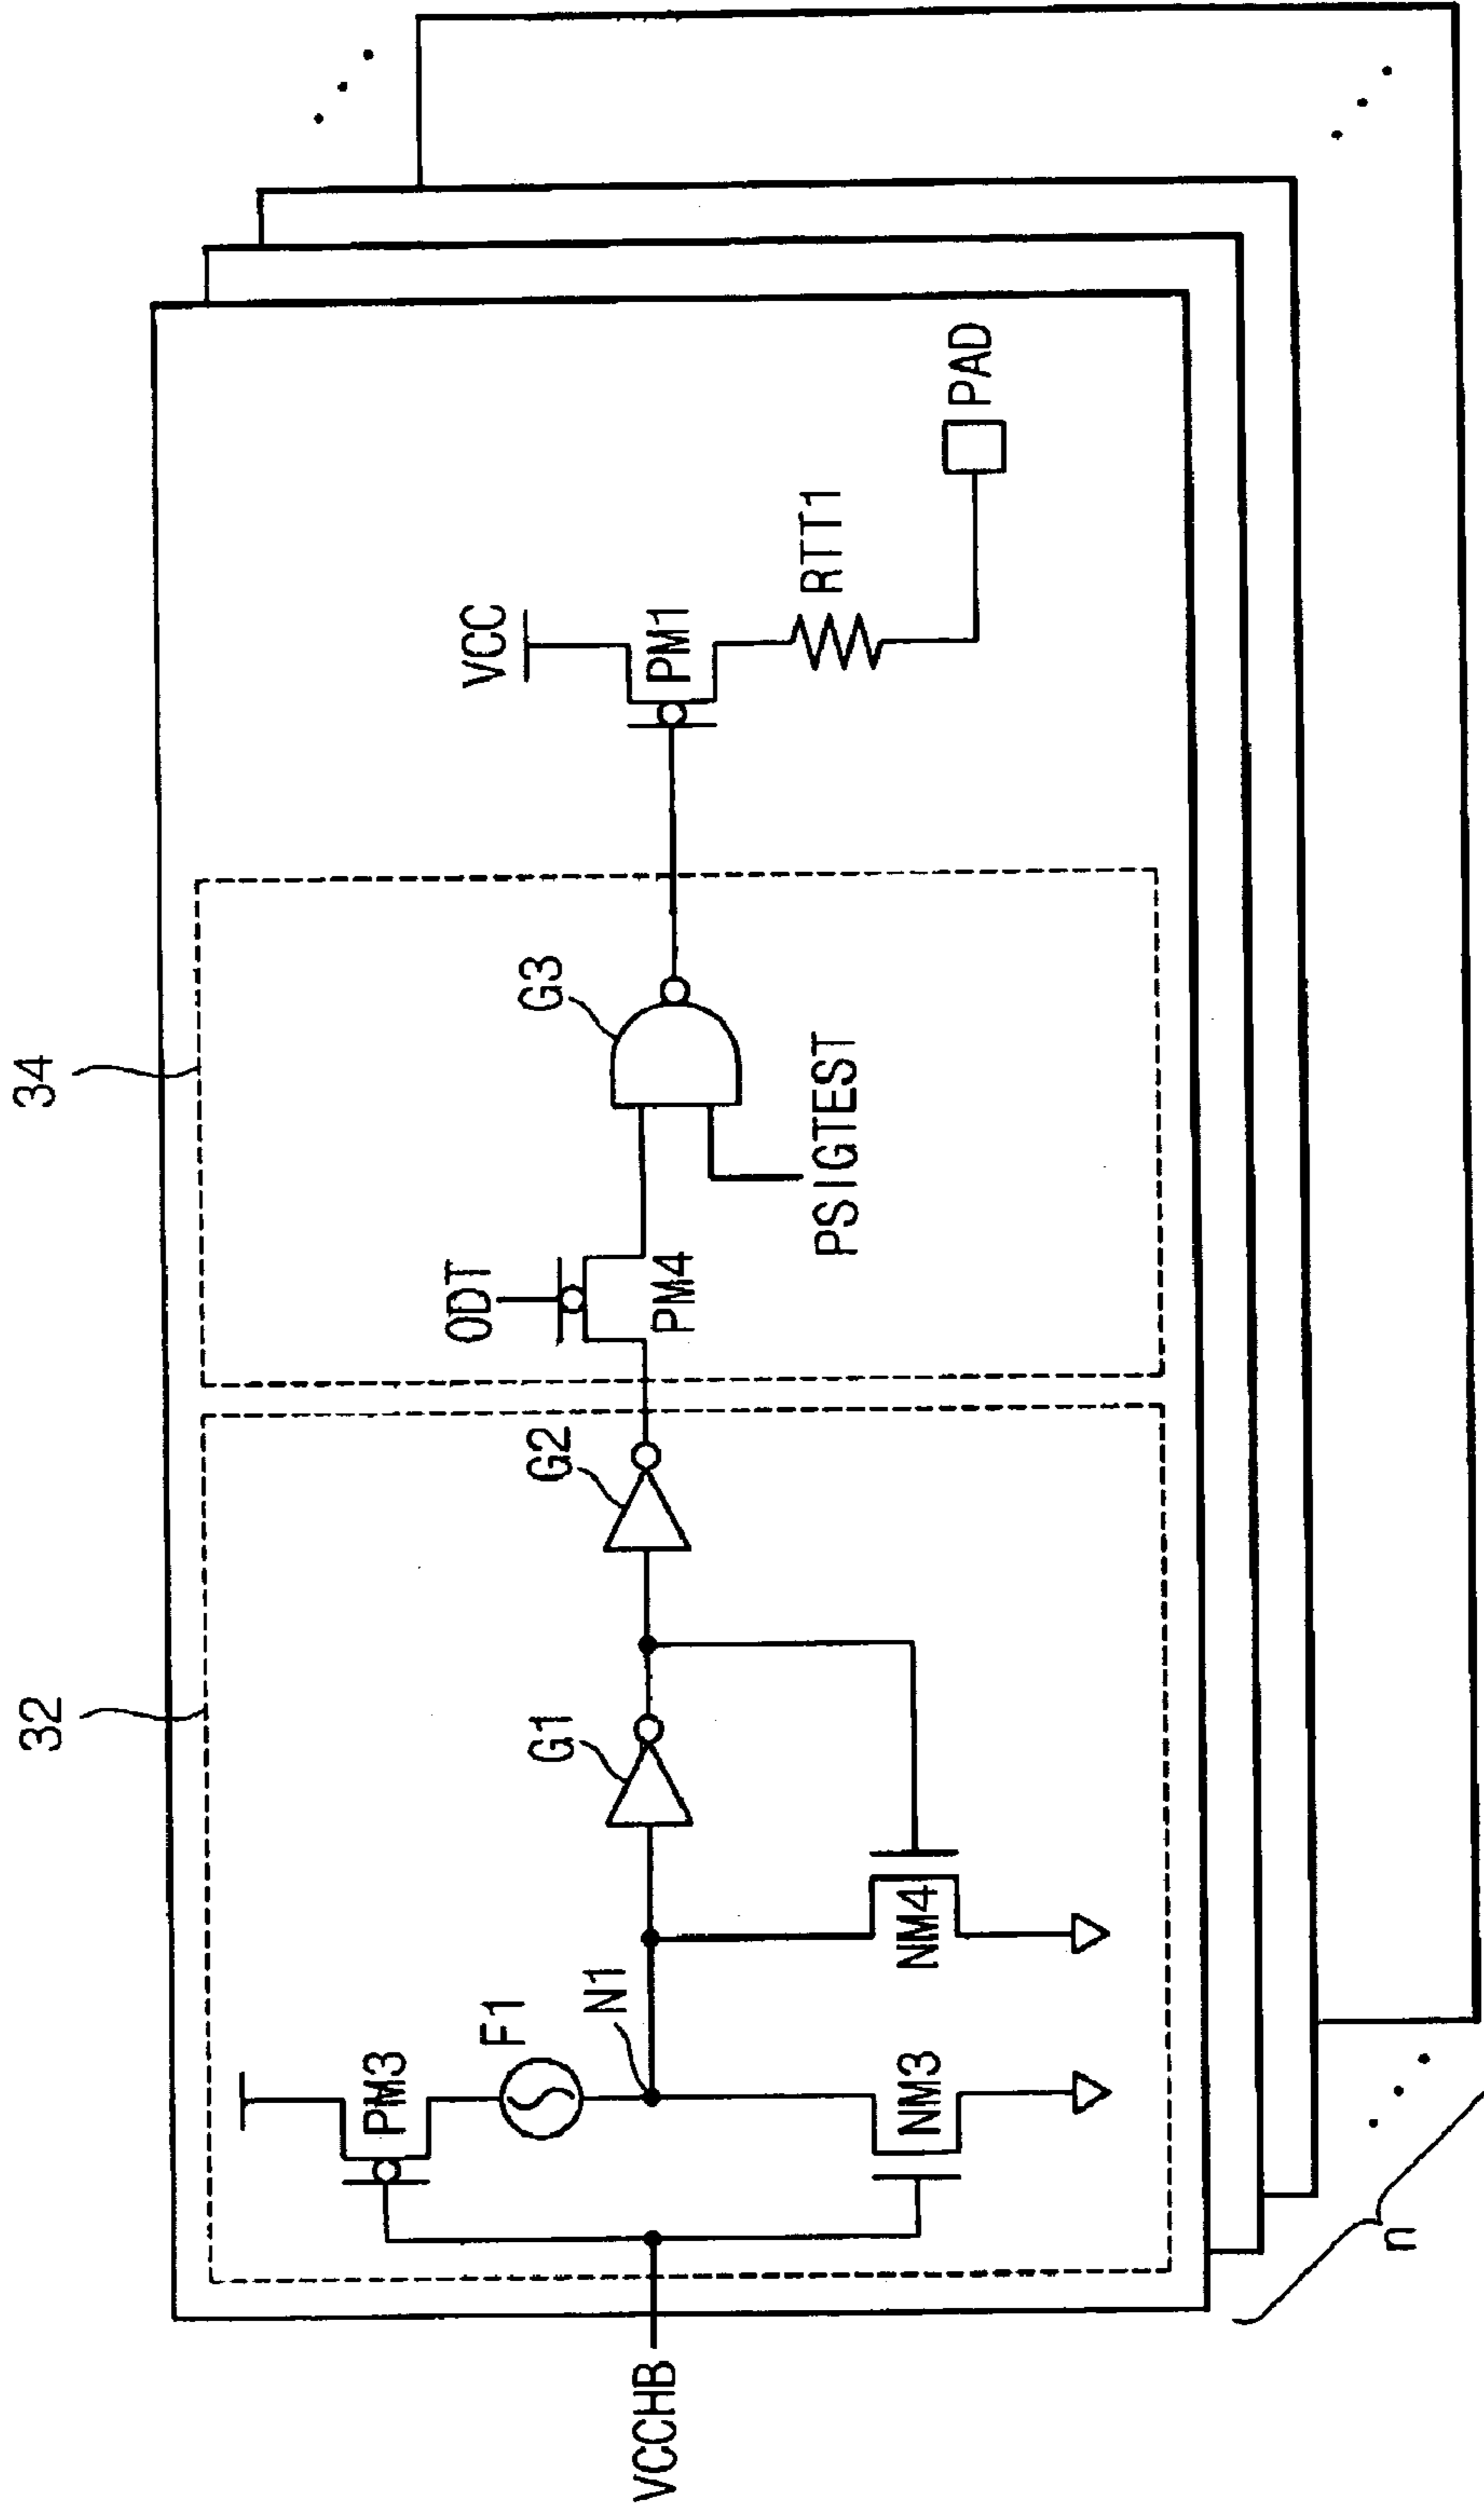 34
32
VCC
PM1
RTT1
PAD
G3
ODT
PM4
PSIGTEST
G2
G1
PM3
F1
N1
NM4
NM3
VCCHB
n